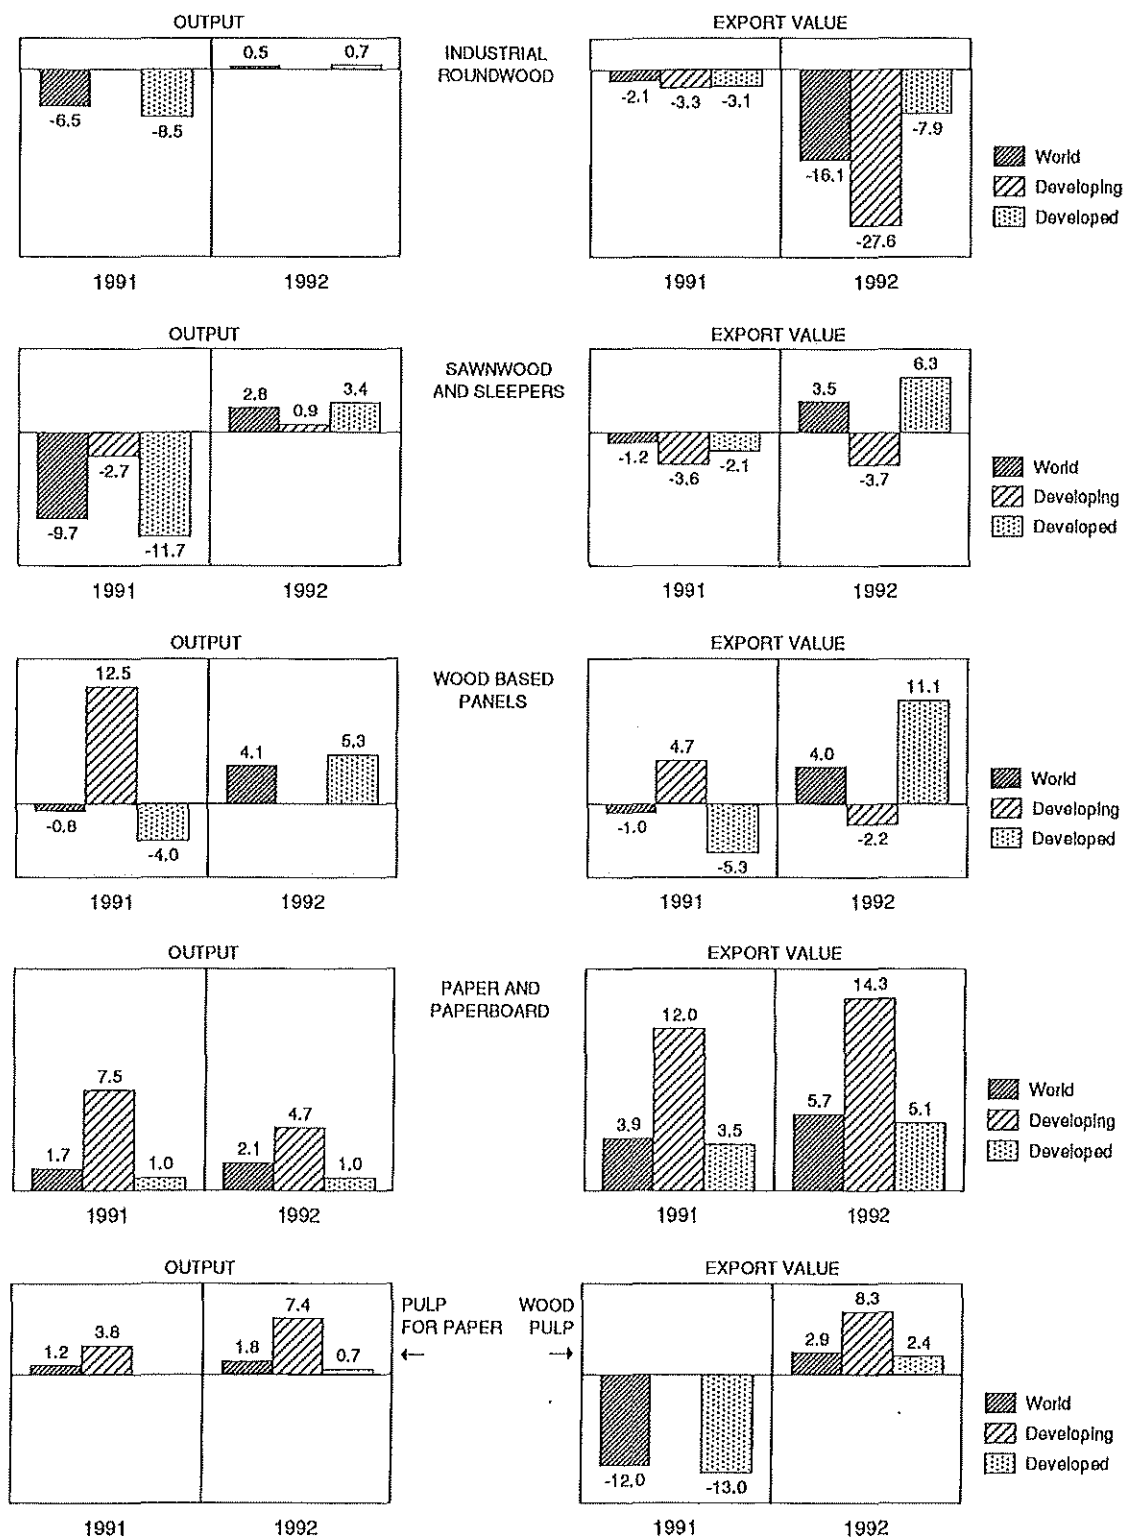 OUTPUT
EXPORT VALUE
INDUSTRIAL
ROUNDWOOD
0.5
0.7
-6.5
-8.5
-2.1
-3.3
-3.1
-7.9
-16.1
-27.6
World
Developing
Developed
1991
1992
1991
1992
OUTPUT
EXPORT VALUE
SAWNWOOD
AND SLEEPERS
2.8
0.9
3.4
-9.7
-2.7
-11.7
-1.2
-3.6
-2.1
3.5
-3.7
6.3
World
Developing
Developed
1991
1992
1991
1992
OUTPUT
EXPORT VALUE
WOOD BASED
PANELS
12.5
-0.8
-4.0
4.1
5.3
4.7
-1.0
-5.3
4.0
-2.2
11.1
World
Developing
Developed
1991
1992
1991
1992
OUTPUT
EXPORT VALUE
PAPER AND
PAPERBOARD
1.7
7.5
1.0
2.1
4.7
1.0
3.9
12.0
3.5
5.7
14.3
5.1
World
Developing
Developed
1991
1992
1991
1992
OUTPUT
EXPORT VALUE
PULP
FOR PAPER
←
WOOD
PULP
→
1.2
3.8
1.8
7.4
0.7
-12.0
-13.0
2.9
8.3
2.4
World
Developing
Developed
1991
1992
1991
1992